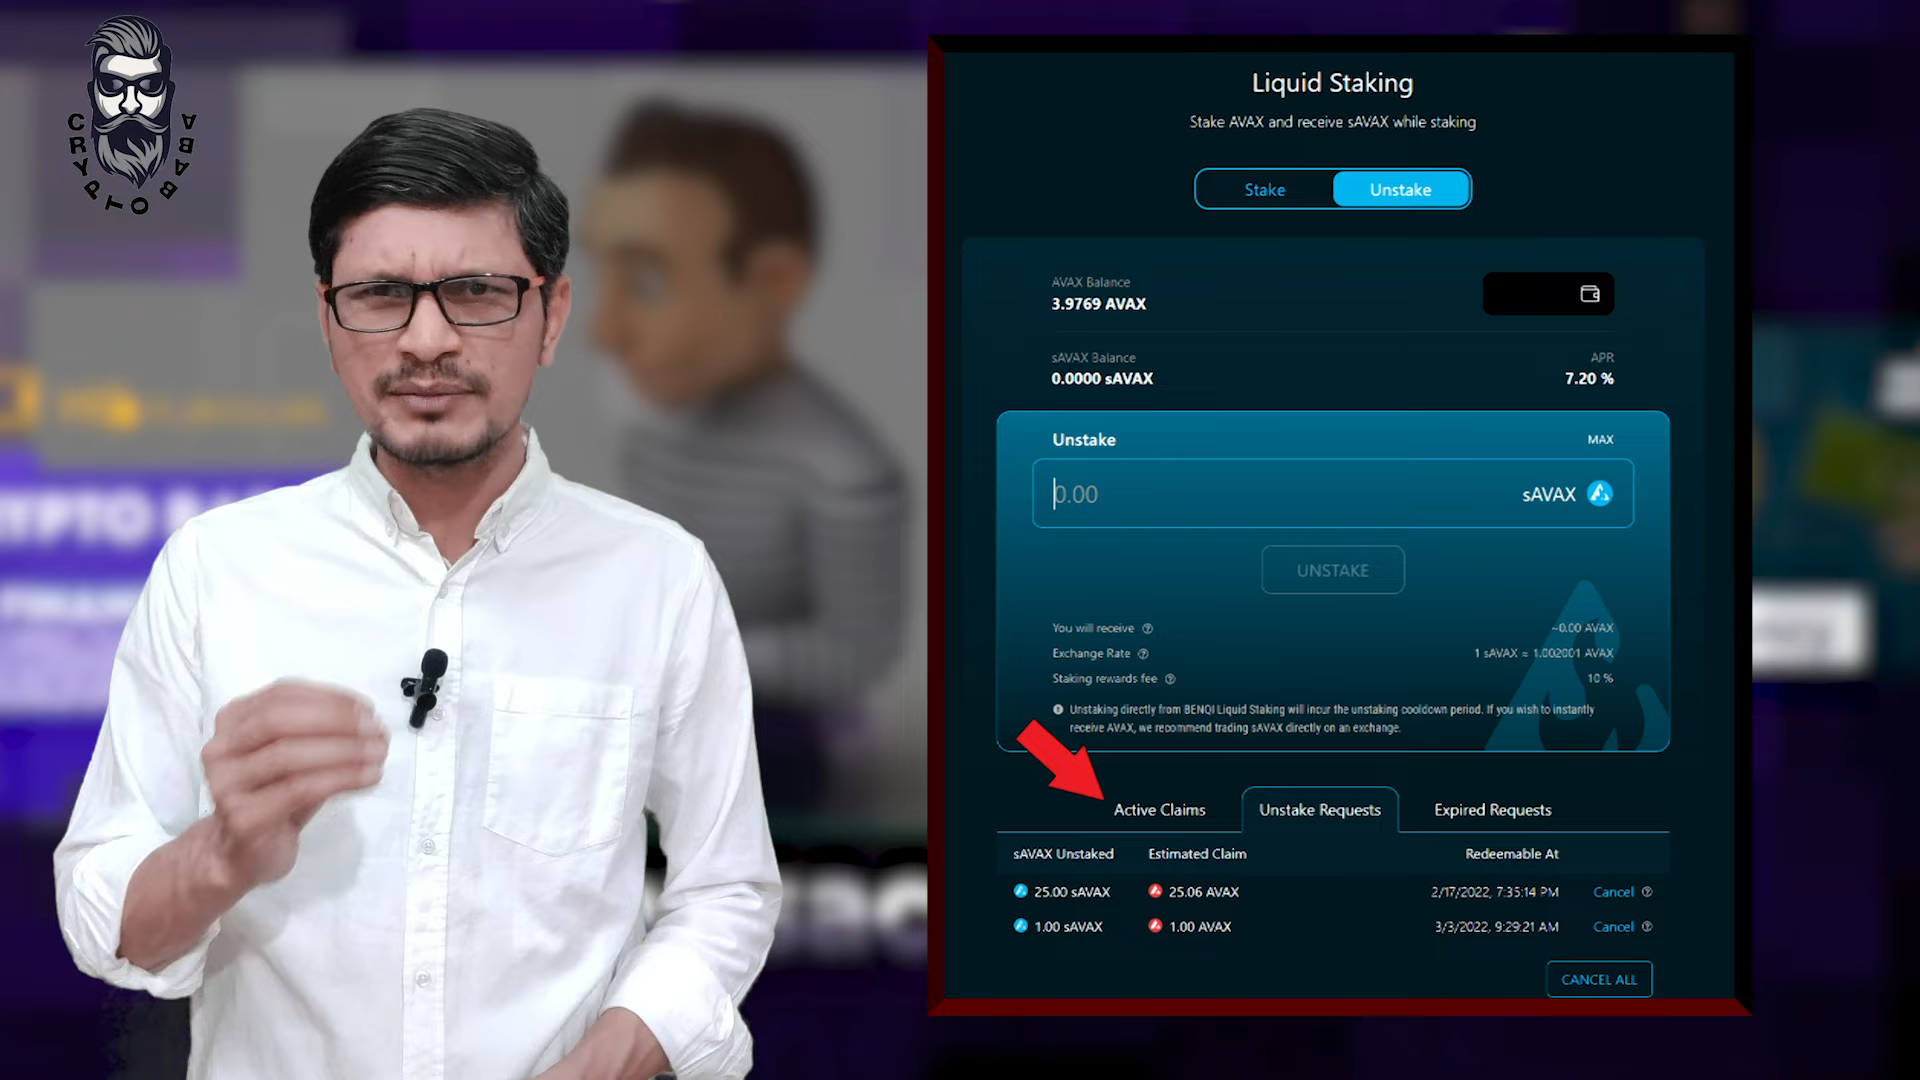 CRYPTO BABA
Liquid Staking
Stake AVAX and receive sAVAX while staking
Stake
Unstake
AVAX Balance
3.9769 AVAX
sAVAX Balance
APR
0.0000 sAVAX
7.20 %
Unstake
MAX
0.00
sAVAX
UNSTAKE
You will receive
~0.00 AVAX
Exchange Rate
1 sAVAX ≈ 1.002001 AVAX
Staking rewards fee
10 %
Unstaking directly from BENQI Liquid Staking will incur the unstaking cooldown period. If you wish to instantly
receive AVAX, we recommend trading sAVAX directly on an exchange.
Active Claims
Unstake Requests
Expired Requests
sAVAX Unstaked
Estimated Claim
Redeemable At
25.00 sAVAX
25.06 AVAX
2/17/2022, 7:35:14 PM
Cancel
1.00 sAVAX
1.00 AVAX
3/3/2022, 9:29:21 AM
Cancel
CANCEL ALL